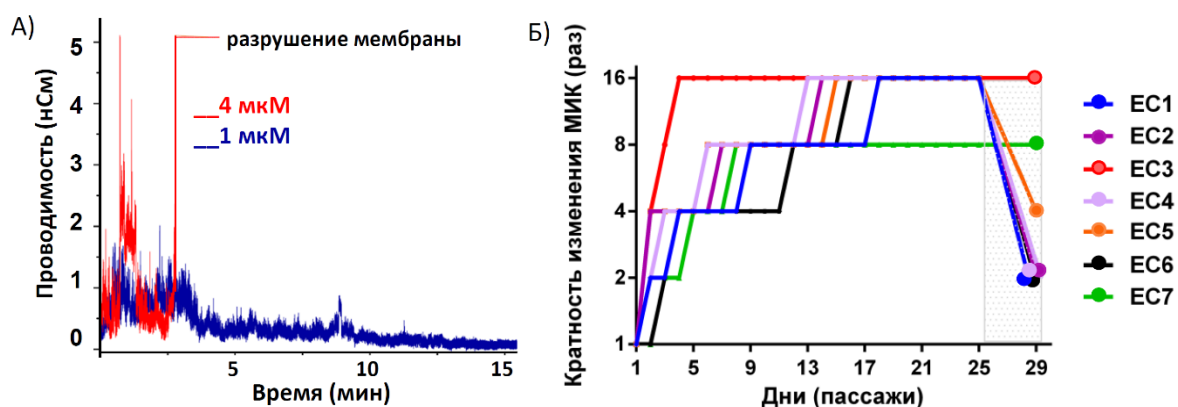 А)
Проводимость (нСм)
5
4
3
2
1
0
разрушение мембраны
__4 мкМ
__1 мкМ
5
10
15
Время (мин)
Б)
Кратность изменения МИК (раз)
16
8
4
2
1
1
5
9
13
17
21
25
29
Дни (пассажи)
EC1
EC2
EC3
EC4
EC5
EC6
EC7